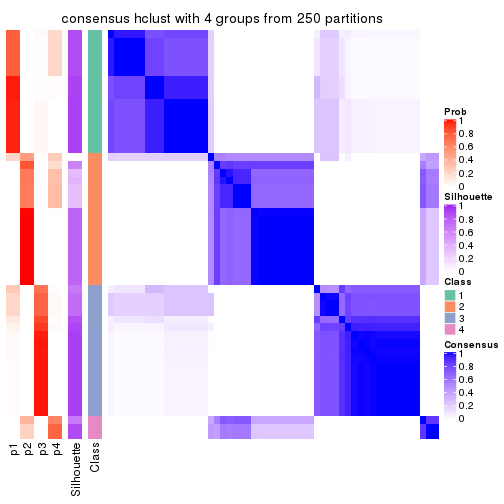 consensus hclust with 4 groups from 250 partitions
Prob
1
0.8
0.6
0.4
0.2
0
Silhouette
1
0.8
0.6
0.4
0.2
0
Class
1
2
3
4
Consensus
1
0.8
0.6
0.4
0.2
0
p1
p2
p3
p4
Silhouette
Class